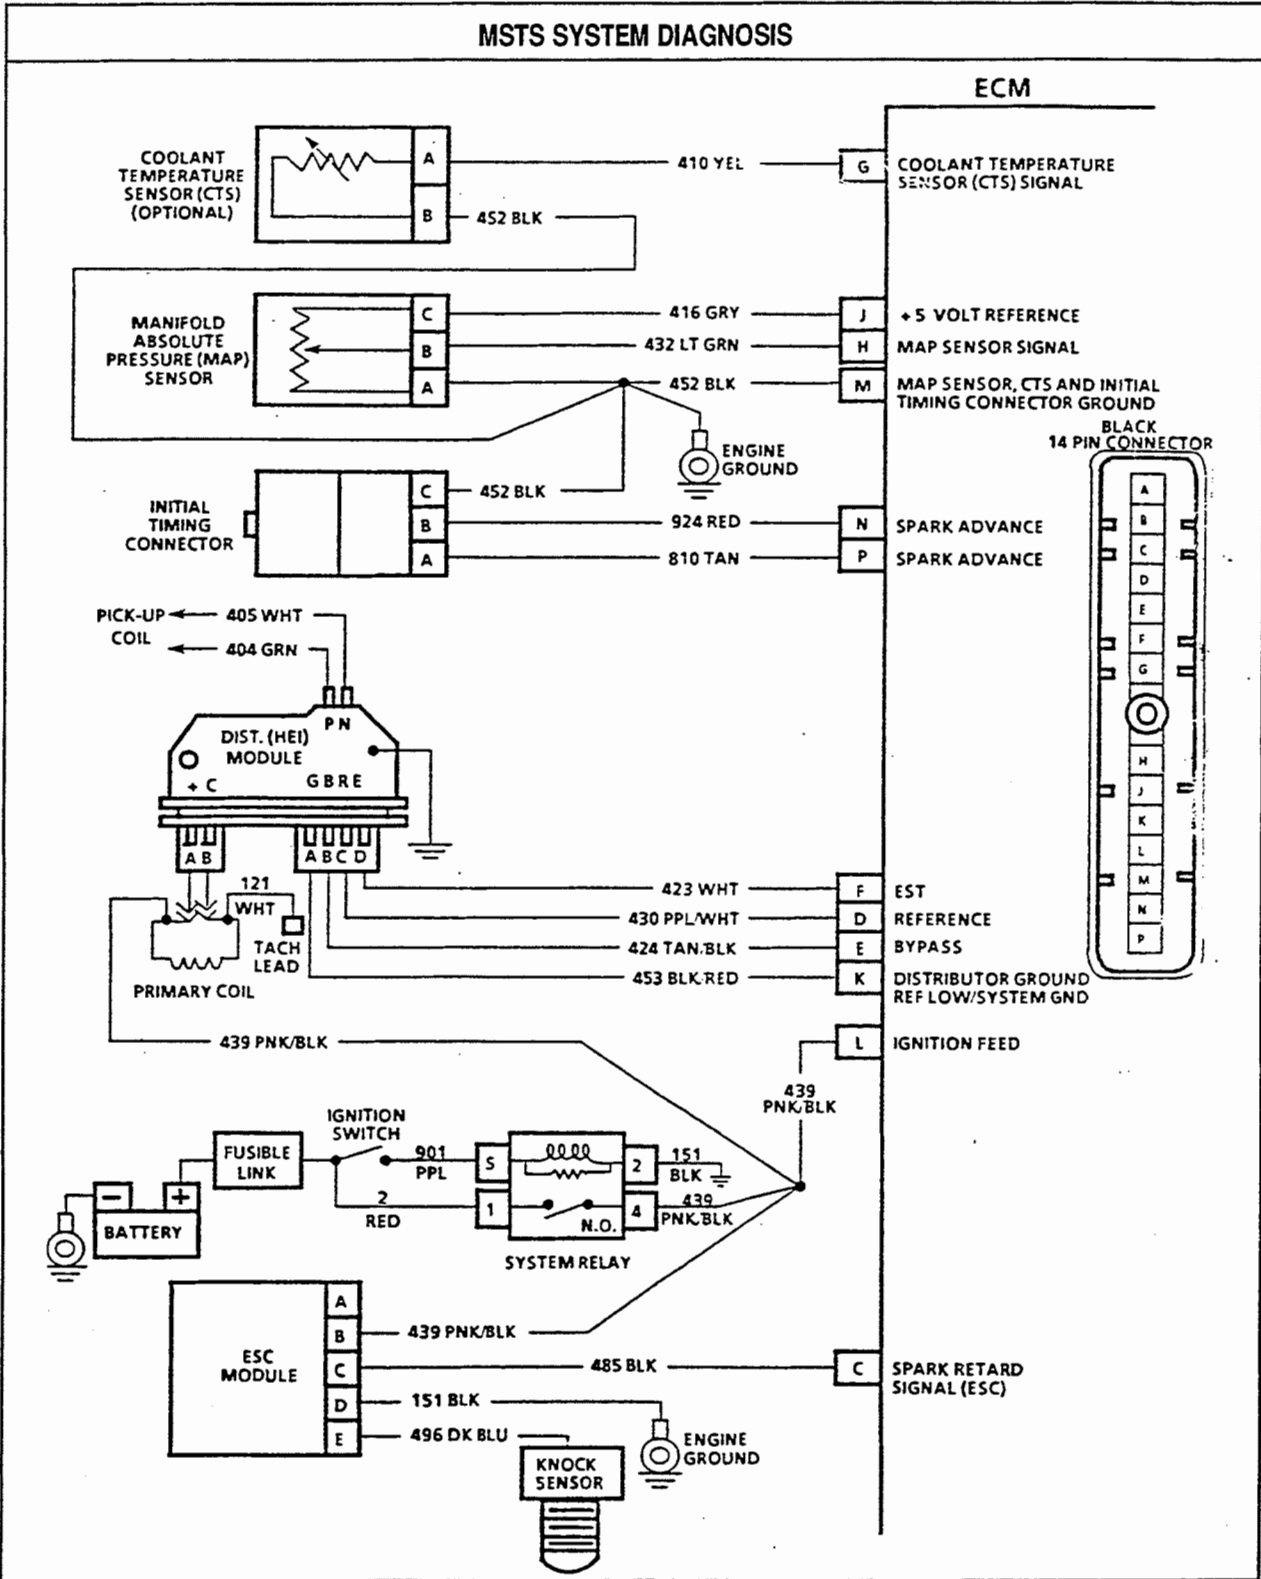 MSTS SYSTEM DIAGNOSIS
ECM
COOLANT
TEMPERATURE
SENSOR (CTS)
(OPTIONAL)
A
B
410 YEL
452 BLK
G
COOLANT TEMPERATURE
SENSOR (CTS) SIGNAL
MANIFOLD
ABSOLUTE
PRESSURE (MAP)
SENSOR
C
B
A
416 GRY
432 LT GRN
452 BLK
J
H
M
+5 VOLT REFERENCE
MAP SENSOR SIGNAL
MAP SENSOR, CTS AND INITIAL
TIMING CONNECTOR GROUND
ENGINE
GROUND
BLACK
14 PIN CONNECTOR
A
B
C
D
E
F
G
H
J
K
L
M
N
P
INITIAL
TIMING
CONNECTOR
C
B
A
452 BLK
924 RED
810 TAN
N
P
SPARK ADVANCE
SPARK ADVANCE
PICK-UP
COIL
405 WHT
404 GRN
P N
DIST. (HEI)
MODULE
+ C
G B R E
A B
A B C D
121
WHT
TACH
LEAD
PRIMARY COIL
423 WHT
430 PPL/WHT
424 TAN/BLK
453 BLK/RED
F
D
E
K
EST
REFERENCE
BYPASS
DISTRIBUTOR GROUND
REF LOW/SYSTEM GND
439 PNK/BLK
L
IGNITION FEED
439
PNK/BLK
IGNITION
SWITCH
FUSIBLE
LINK
901
PPL
2
RED
5
1
2
4
N.O.
151
BLK
439
PNK/BLK
SYSTEM RELAY
- +
BATTERY
ESC
MODULE
A
B
C
D
E
439 PNK/BLK
485 BLK
151 BLK
496 DK BLU
C
SPARK RETARD
SIGNAL (ESC)
ENGINE
GROUND
KNOCK
SENSOR